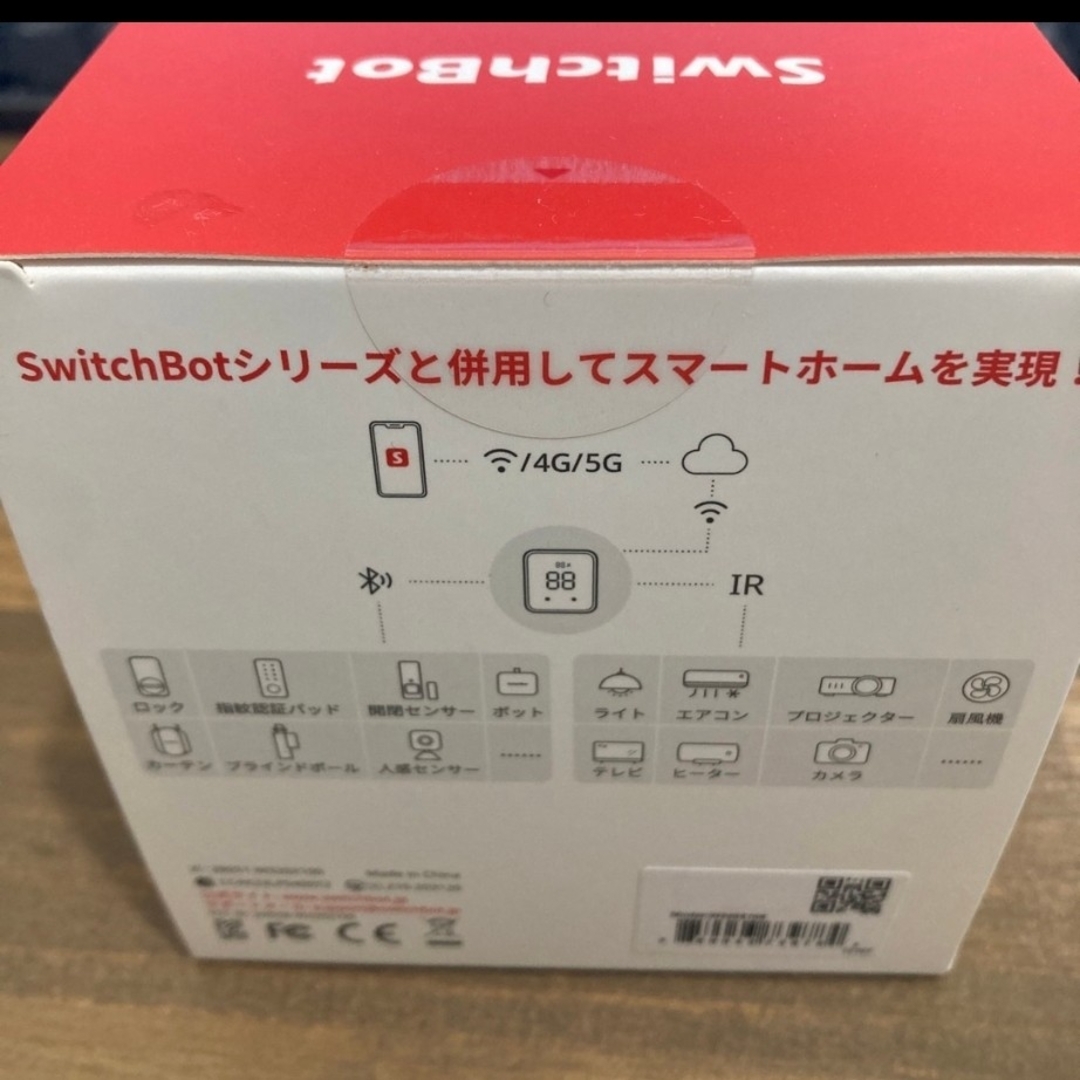 SwitchBot
SwitchBotシリーズと併用してスマートホームを実現！
S
/4G/5G
88
IR
ロック 指紋認証パッド 開閉センサー ボット
ライト エアコン プロジェクター 扇風機
カーテン ブラインドポール 人感センサー ……
テレビ ヒーター カメラ ……
Made in China
FC CE